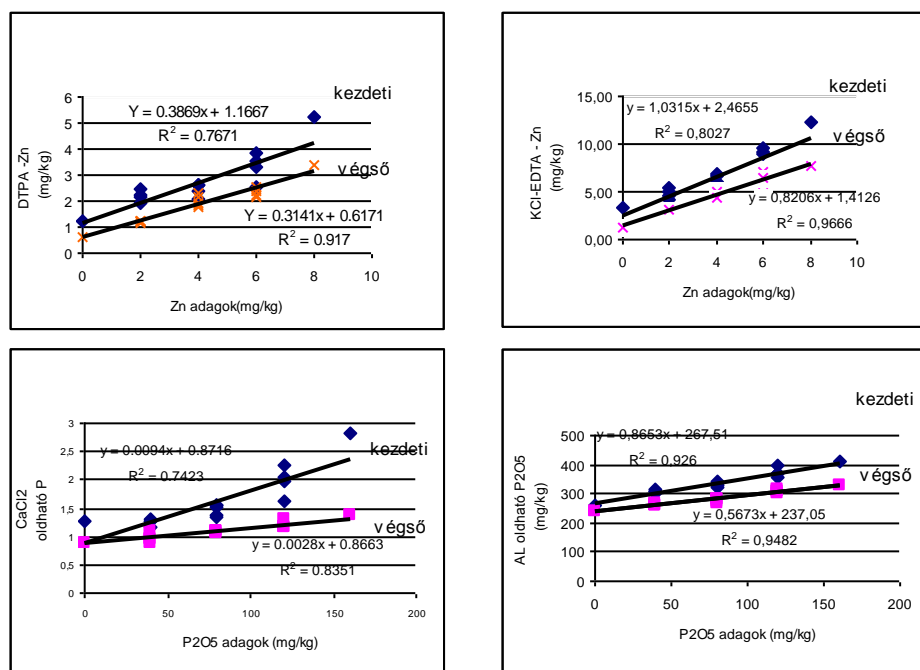 kezdeti
Y = 0.3869x + 1.1667
R² = 0.7671
végső
0.3141x + 0.6171
R² = 0.917
DTPA -Zn
(mg/kg)
6
5
4
3
2
1
0
0 2 4 6 8 10
Zn adagok(mg/kg)
kezdeti
y = 1,0315x + 2,4655
R² = 0,8027
végső
y = 0,8206x + 1,4126
R² = 0,9666
KCl-EDTA - Zn
(mg/kg)
15,00
10,00
5,00
0,00
0 2 4 6 8 10
Zn adagok(mg/kg)
y = 0.0094x + 0.8716
kezdeti
R² = 0.7423
végső
y = 0.0028x + 0.8663
R² = 0.8351
CaCl2
oldható P
3
2,5
2
1,5
1
0,5
0
0 50 100 150 200
P2O5 adagok (mg/kg)
kezdeti
y = 0,8653x + 267,51
R² = 0.926
végső
y = 0,5673x + 237,05
R² = 0,9482
AL oldható P2O5
(mg/kg)
500
400
300
200
100
0
0 50 100 150 200
P2O5 adagok (mg/kg)